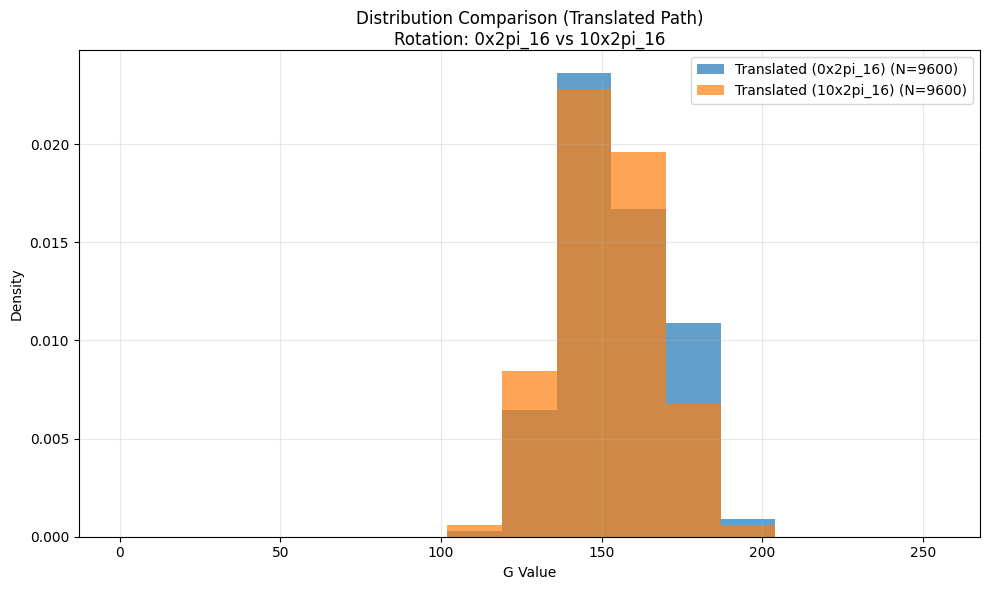 Distribution Comparison (Translated Path)
Rotation: 0x2pi_16 vs 10x2pi_16
Translated (0x2pi_16) (N=9600)
Translated (10x2pi_16) (N=9600)
Density
0.020
0.015
0.010
0.005
0.000
0 50 100 150 200 250
G Value